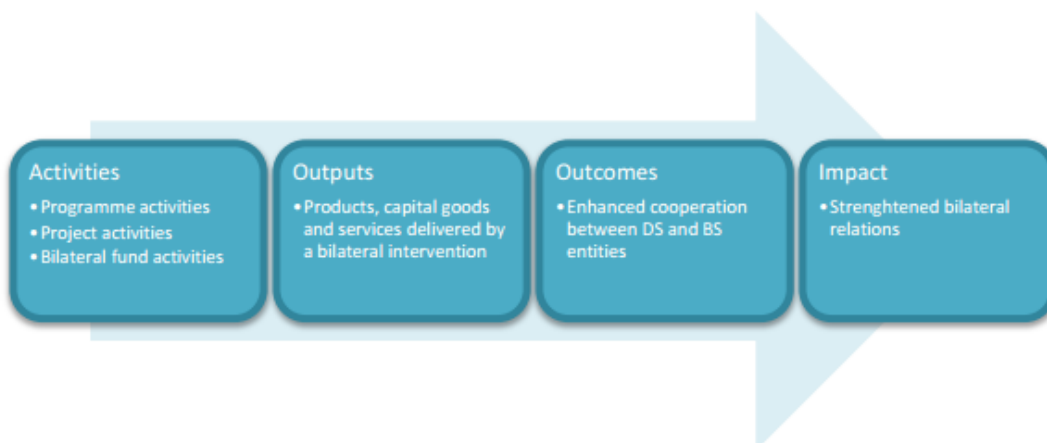 Activities
• Programme activities
• Project activities
• Bilateral fund activities
Outputs
• Products, capital goods
and services delivered by
a bilateral intervention
Outcomes
• Enhanced cooperation
between DS and BS
entities
Impact
• Strenghtened bilateral
relations